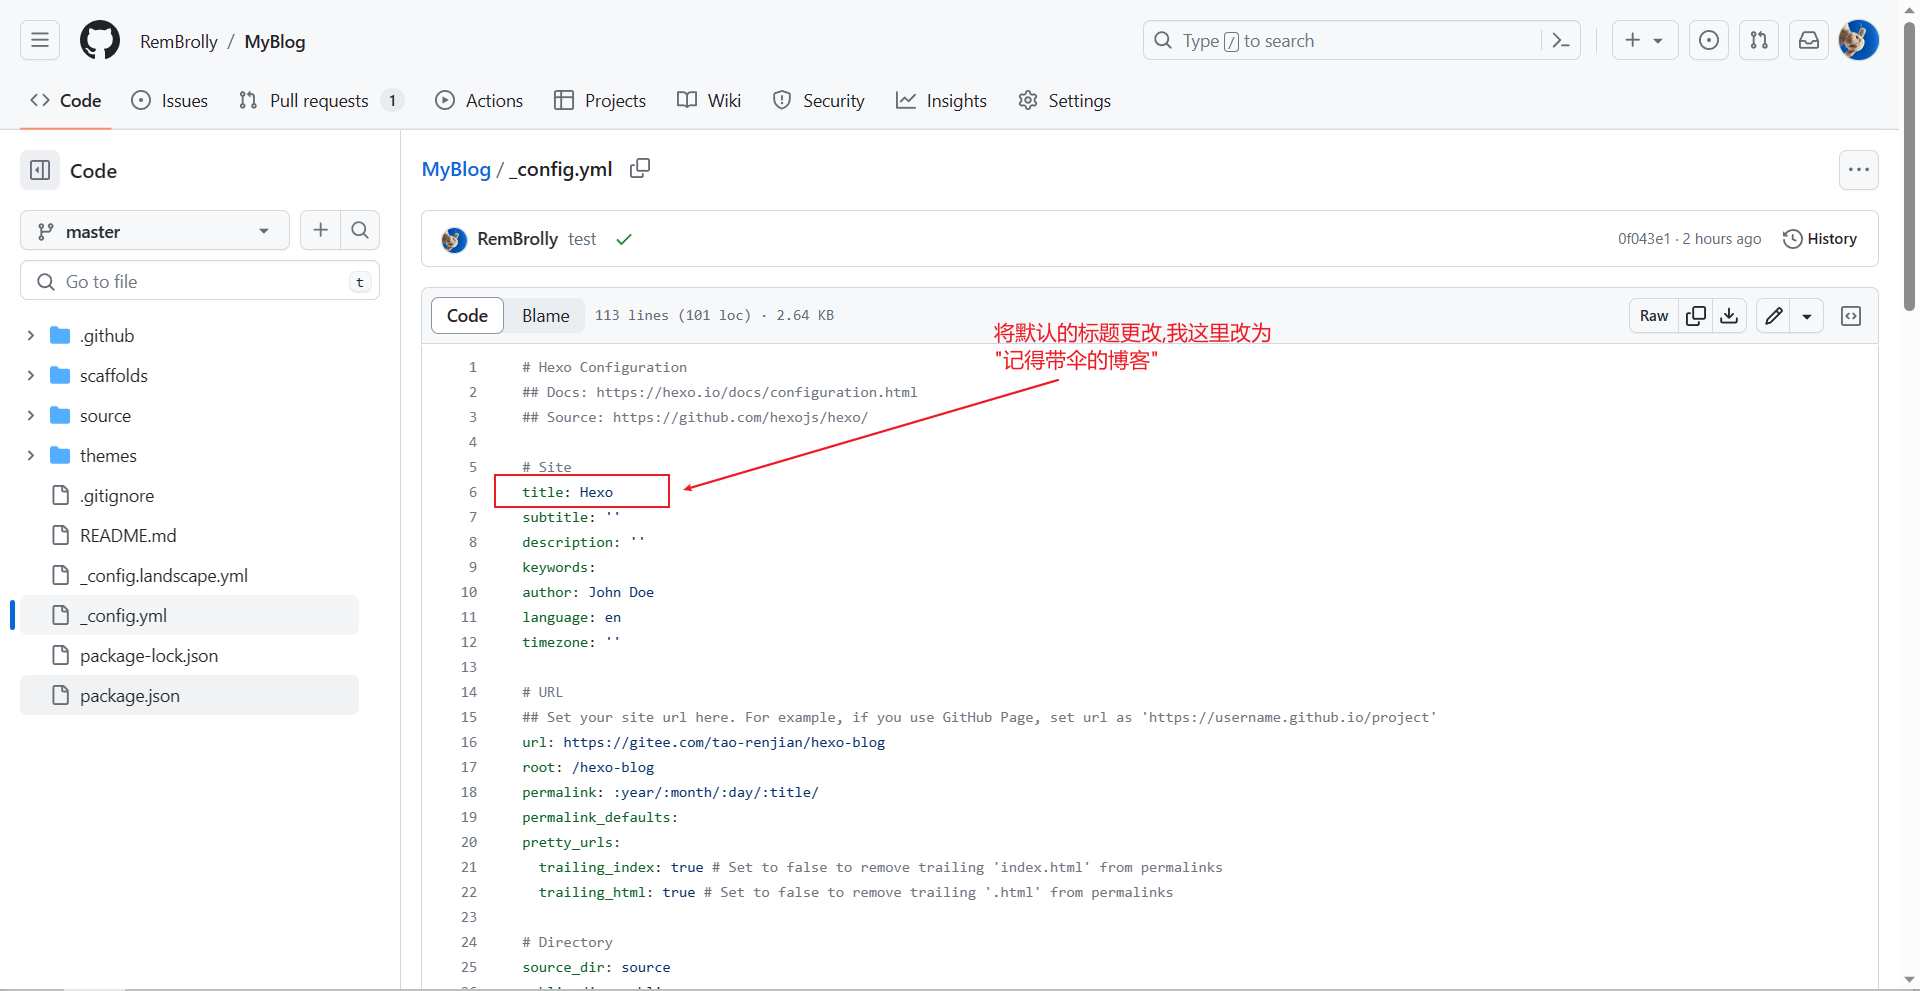 RemBrolly / MyBlog
Type / to search
Code
Issues
Pull requests 1
Actions
Projects
Wiki
Security
Insights
Settings
Code
master
Go to file
t
.github
scaffolds
source
themes
.gitignore
README.md
_config.landscape.yml
_config.yml
package-lock.json
package.json
MyBlog / _config.yml
RemBrolly test
0f043e1 · 2 hours ago
History
Code
Blame
113 lines (101 loc) · 2.64 KB
Raw
将默认的标题更改,我这里改为
"记得带伞的博客"
1 # Hexo Configuration
2 ## Docs: https://hexo.io/docs/configuration.html
3 ## Source: https://github.com/hexojs/hexo/
4
5 # Site
6 title: Hexo
7 subtitle: ''
8 description: ''
9 keywords:
10 author: John Doe
11 language: en
12 timezone: ''
13
14 # URL
15 ## Set your site url here. For example, if you use GitHub Page, set url as 'https://username.github.io/project'
16 url: https://gitee.com/tao-renjian/hexo-blog
17 root: /hexo-blog
18 permalink: :year/:month/:day/:title/
19 permalink_defaults:
20 pretty_urls:
21 trailing_index: true # Set to false to remove trailing 'index.html' from permalinks
22 trailing_html: true # Set to false to remove trailing '.html' from permalinks
23
24 # Directory
25 source_dir: source